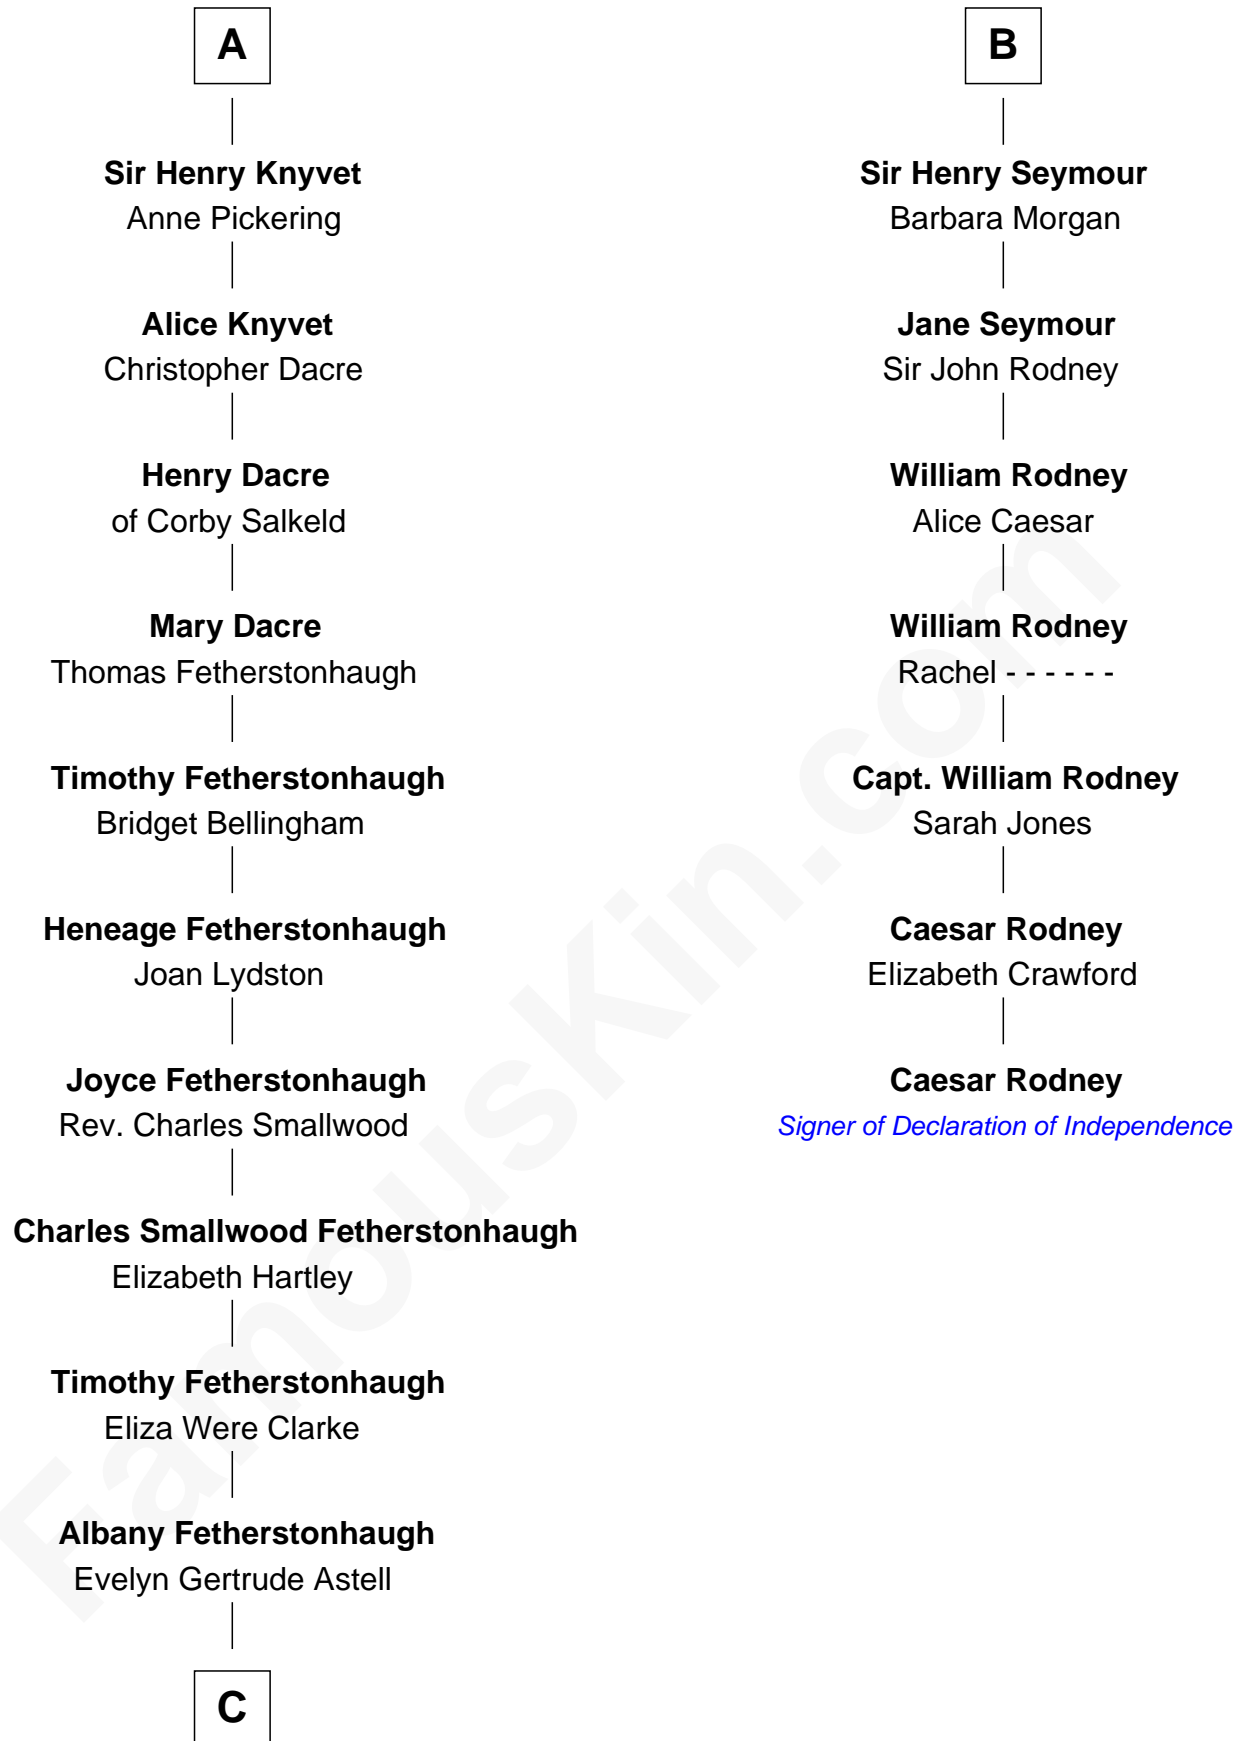 A
Sir Henry Knyvet
Anne Pickering
Alice Knyvet
Christopher Dacre
Henry Dacre
of Corby Salkeld
Mary Dacre
Thomas Fetherstonhaugh
Timothy Fetherstonhaugh
Bridget Bellingham
Heneage Fetherstonhaugh
Joan Lydston
Joyce Fetherstonhaugh
Rev. Charles Smallwood
Charles Smallwood Fetherstonhaugh
Elizabeth Hartley
Timothy Fetherstonhaugh
Eliza Were Clarke
Albany Fetherstonhaugh
Evelyn Gertrude Astell
C
B
Sir Henry Seymour
Barbara Morgan
Jane Seymour
Sir John Rodney
William Rodney
Alice Caesar
William Rodney
Rachel - - - - - -
Capt. William Rodney
Sarah Jones
Caesar Rodney
Elizabeth Crawford
Caesar Rodney
Signer of Declaration of Independence
FamousKin.com